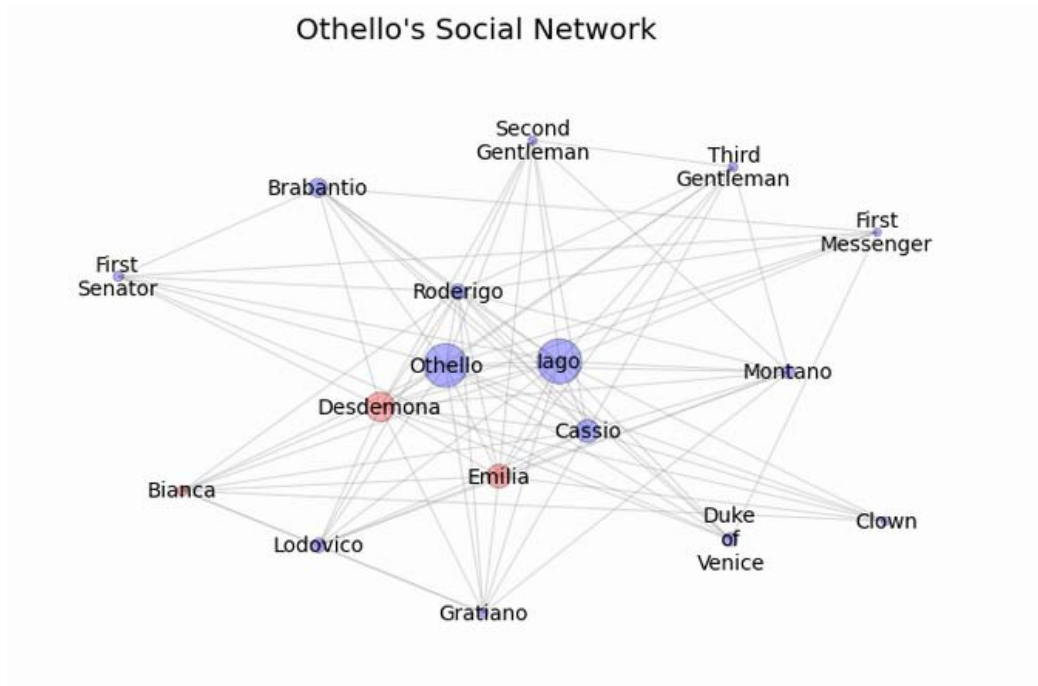 Othello's Social Network
Second
Gentleman
Third
Gentleman
Brabantio
First
Messenger
First
Senator
Roderigo
Othello
Iago
Montano
Desdemona
Cassio
Emilia
Bianca
Duke
of
Venice
Clown
Lodovico
Gratiano